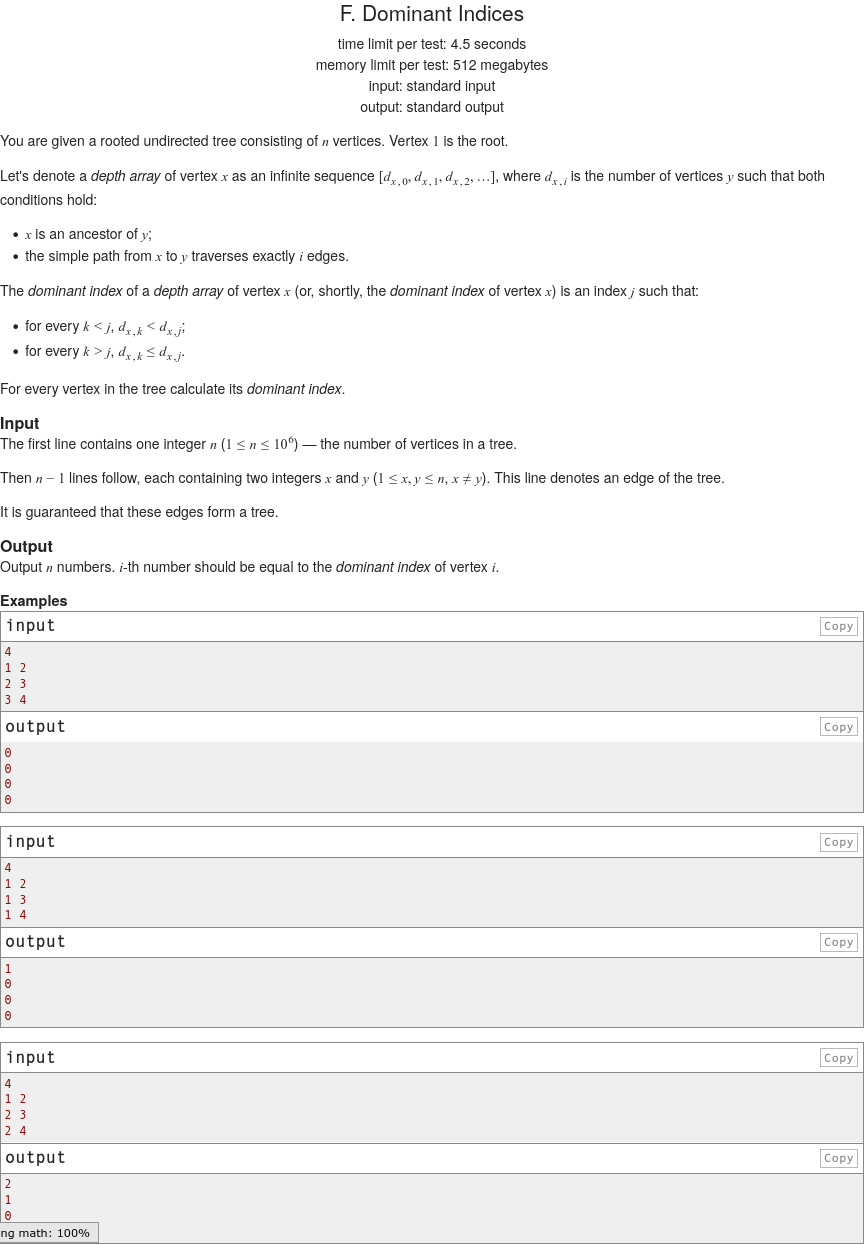 F. Dominant Indices
time limit per test: 4.5 seconds
memory limit per test: 512 megabytes
input: standard input
output: standard output
You are given a rooted undirected tree consisting of n vertices. Vertex 1 is the root.
Let's denote a depth array of vertex x as an infinite sequence [d_{x,0}, d_{x,1}, d_{x,2}, …], where d_{x,i} is the number of vertices y such that both
conditions hold:
• x is an ancestor of y;
• the simple path from x to y traverses exactly i edges.
The dominant index of a depth array of vertex x (or, shortly, the dominant index of vertex x) is an index j such that:
• for every k < j, d_{x,k} < d_{x,j};
• for every k > j, d_{x,k} ≤ d_{x,j}.
For every vertex in the tree calculate its dominant index.
Input
The first line contains one integer n (1 ≤ n ≤ 10^6) — the number of vertices in a tree.
Then n − 1 lines follow, each containing two integers x and y (1 ≤ x, y ≤ n, x ≠ y). This line denotes an edge of the tree.
It is guaranteed that these edges form a tree.
Output
Output n numbers. i-th number should be equal to the dominant index of vertex i.
Examples
input Copy
4
1 2
2 3
3 4
output Copy
0
0
0
0
input Copy
4
1 2
1 3
1 4
output Copy
1
0
0
0
input Copy
4
1 2
2 3
2 4
output Copy
2
1
0
ng math: 100%